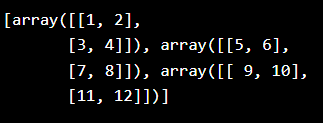 [array([[1, 2],
       [3, 4]]), array([[5, 6],
       [7, 8]]), array([[ 9, 10],
       [11, 12]])]